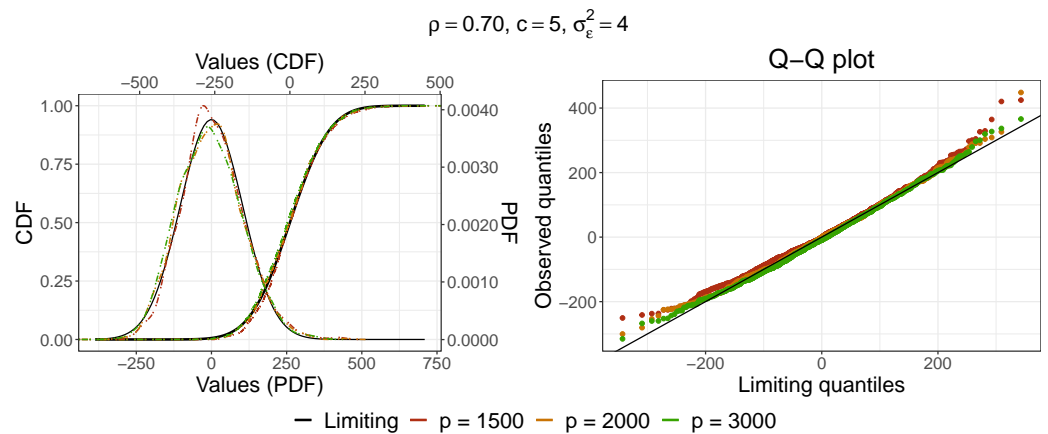 ρ = 0.70, c = 5, σ²_ε = 4
Values (CDF)
−500 −250 0 250 500
1.00
0.75
0.50
0.25
0.00
CDF
0.0040
0.0030
0.0020
0.0010
0.0000
PDF
−250 0 250 500 750
Values (PDF)
Q−Q plot
400
200
0
−200
Observed quantiles
−200 0 200
Limiting quantiles
Limiting p = 1500 p = 2000 p = 3000